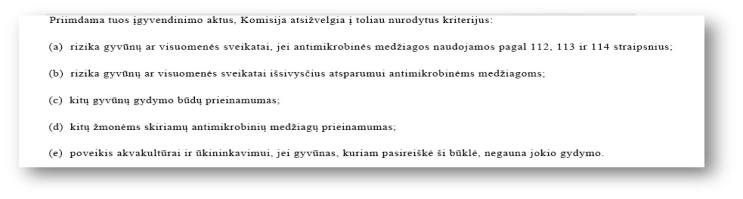 Priimdama tuos įgyvendinimo aktus, Komisija atsižvelgia į toliau nurodytus kriterijus:
(a) rizika gyvūnų ar visuomenės sveikatai, jei antimikrobinės medžiagos naudojamos pagal 112, 113 ir 114 straipsnius;
(b) rizika gyvūnų ar visuomenės sveikatai išsivysčius atsparumui antimikrobinėms medžiagoms;
(c) kitų gyvūnų gydymo būdų prieinamumas;
(d) kitų žmonėms skiriamų antimikrobinių medžiagų prieinamumas;
(e) poveikis akvakultūrai ir ūkininkavimui, jei gyvūnas, kuriam pasireiškė ši būklė, negauna jokio gydymo.